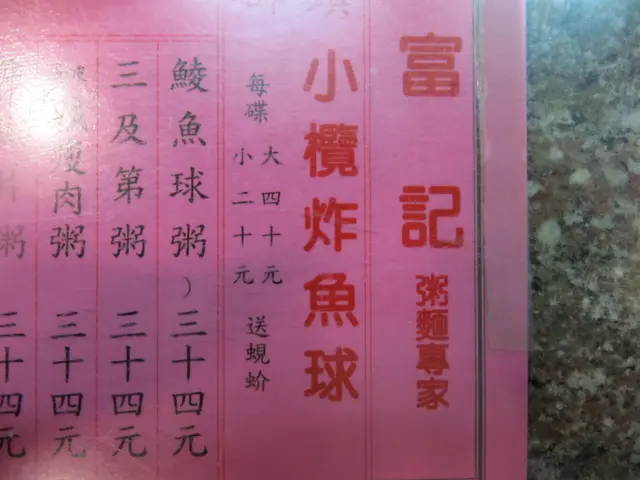 富記
粥麵專家
小欖炸魚球
每碟
大四十元
小二十元
送蜆蚧
鯪魚球粥）三十四元
三及第粥 三十四元
瘦肉粥 三十四元
粥 三十四元